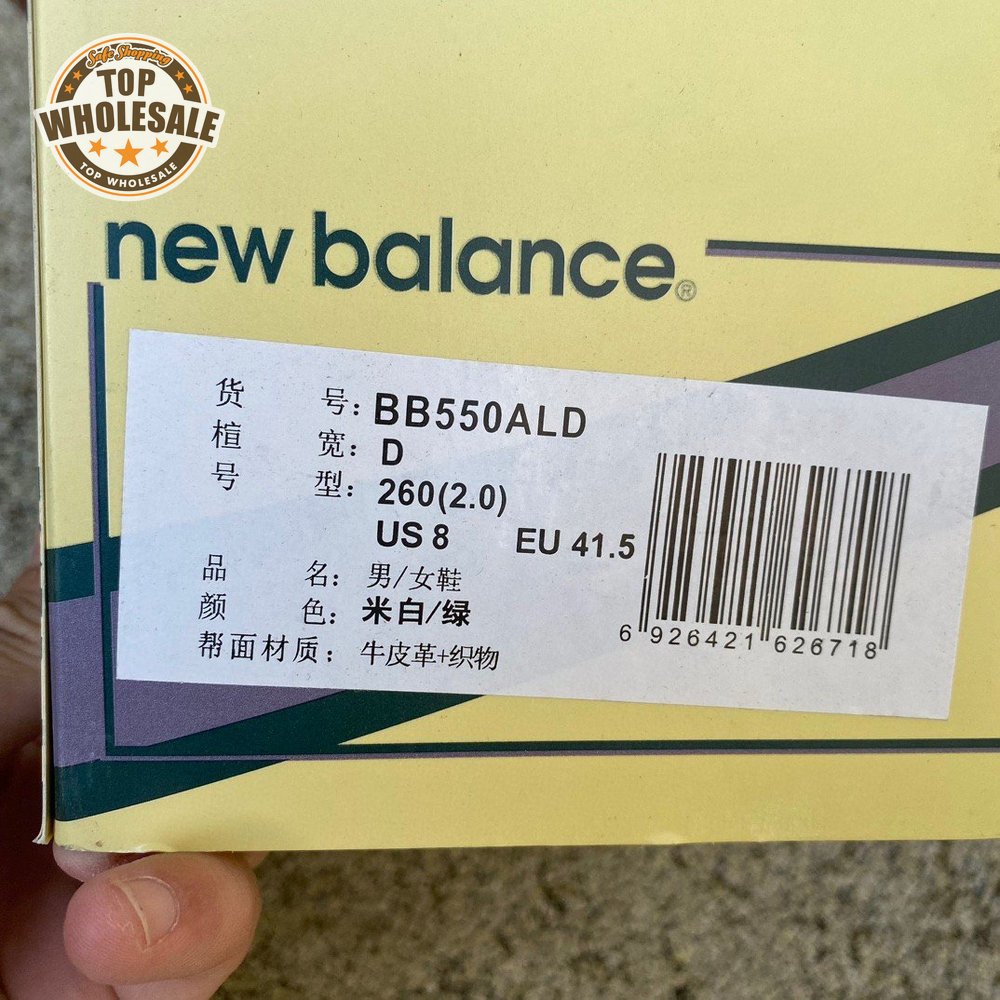 Safe Shopping
TOP
WHOLESALE
TOP WHOLESALE
new balance®
货 号: BB550ALD
楦 宽: D
号 型: 260(2.0)
US 8 EU 41.5
品 名: 男/女鞋
颜 色: 米白/绿
帮面材质: 牛皮革+织物
6 926421 626718